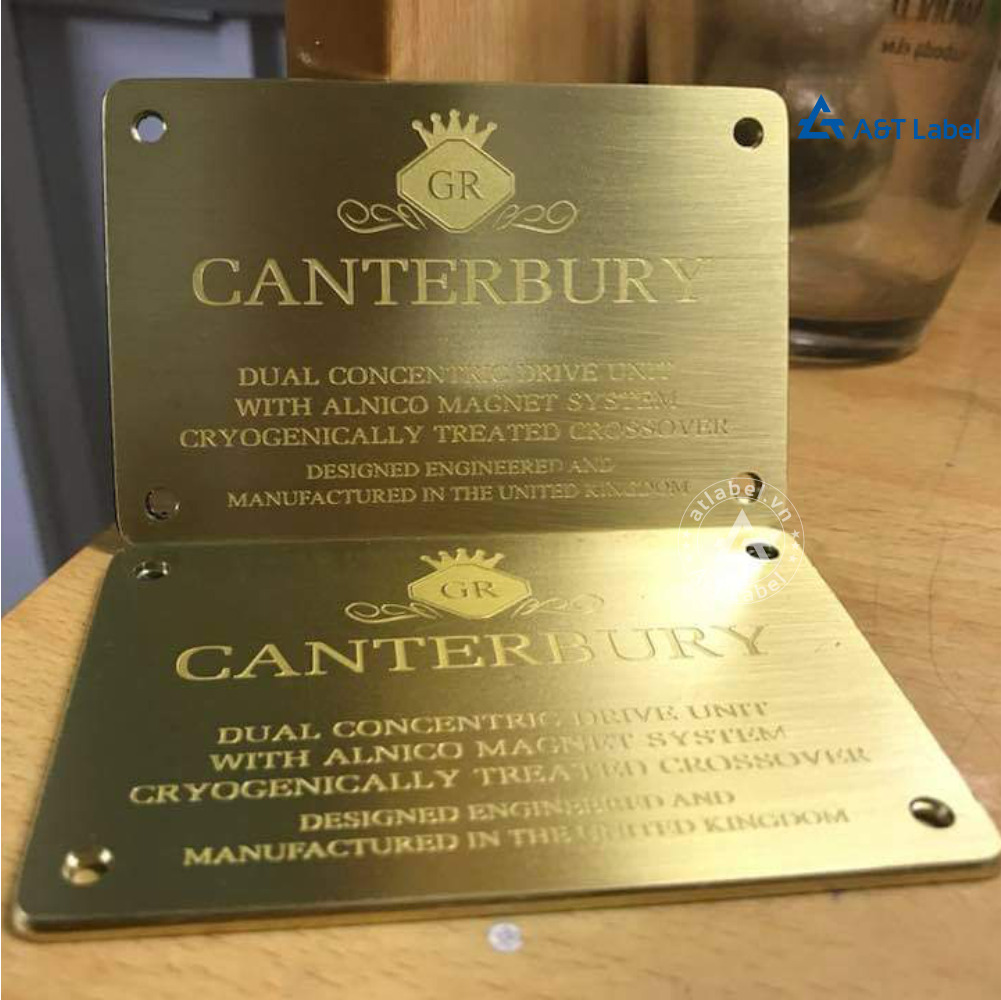 A&T Label
GR
CANTERBURY
DUAL CONCENTRIC DRIVE UNIT
WITH ALNICO MAGNET SYSTEM
CRYOGENICALLY TREATED CROSSOVER
DESIGNED ENGINEERED AND
MANUFACTURED IN THE UNITED KINGDOM
atlabel.vn
GR
CANTERBURY
DUAL CONCENTRIC DRIVE UNIT
WITH ALNICO MAGNET SYSTEM
CRYOGENICALLY TREATED CROSSOVER
DESIGNED ENGINEERED AND
MANUFACTURED IN THE UNITED KINGDOM